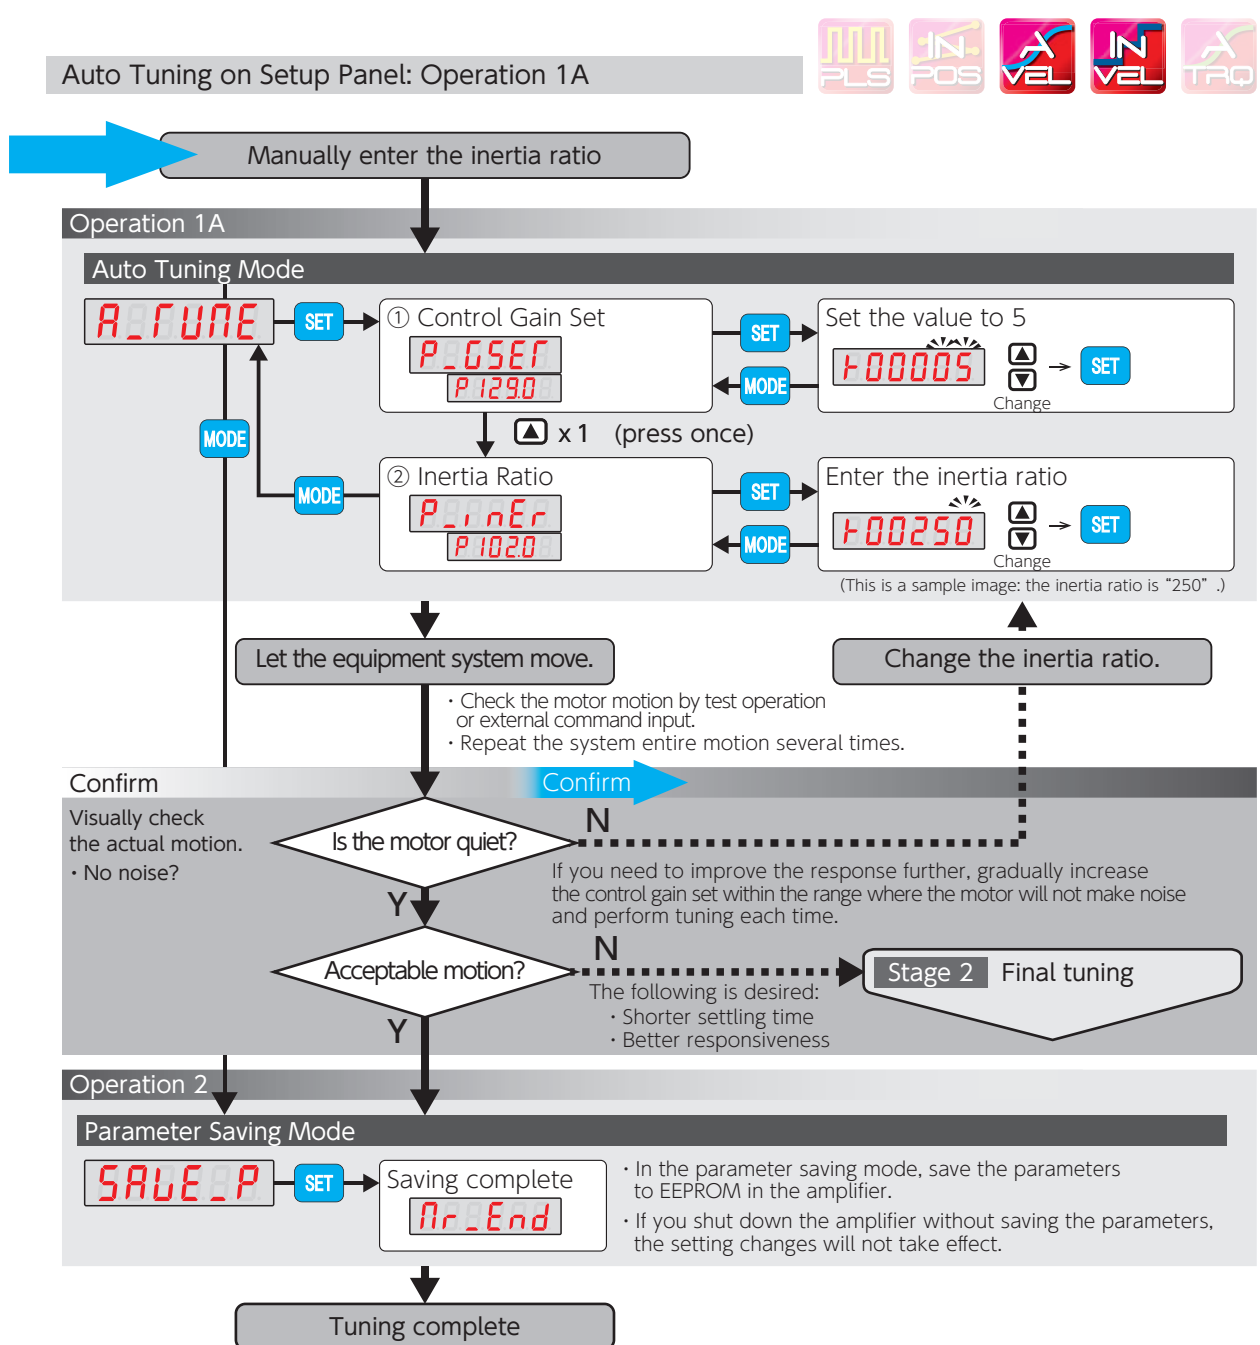 PLS
IN
POS
A
VEL
IN
VEL
A
TRQ
Auto Tuning on Setup Panel: Operation 1A
Manually enter the inertia ratio
Operation 1A
Auto Tuning Mode
A_TUNE
SET
① Control Gain Set
P_GSET
P129.0
SET
MODE
Set the value to 5
⊦00005
Change
→
SET
MODE
x 1 (press once)
MODE
② Inertia Ratio
P_inEr
P102.0
SET
MODE
Enter the inertia ratio
⊦00250
Change
→
SET
(This is a sample image: the inertia ratio is “250” .)
Let the equipment system move.
Change the inertia ratio.
・Check the motor motion by test operation
or external command input.
・Repeat the system entire motion several times.
Confirm
Confirm
Visually check
the actual motion.
・No noise?
Is the motor quiet?
N
Y
If you need to improve the response further, gradually increase
the control gain set within the range where the motor will not make noise
and perform tuning each time.
Acceptable motion?
N
Y
The following is desired:
・Shorter settling time
・Better responsiveness
Stage 2 Final tuning
Operation 2
Parameter Saving Mode
SAVE_P
SET
Saving complete
Nr_End
・In the parameter saving mode, save the parameters
to EEPROM in the amplifier.
・If you shut down the amplifier without saving the parameters,
the setting changes will not take effect.
Tuning complete